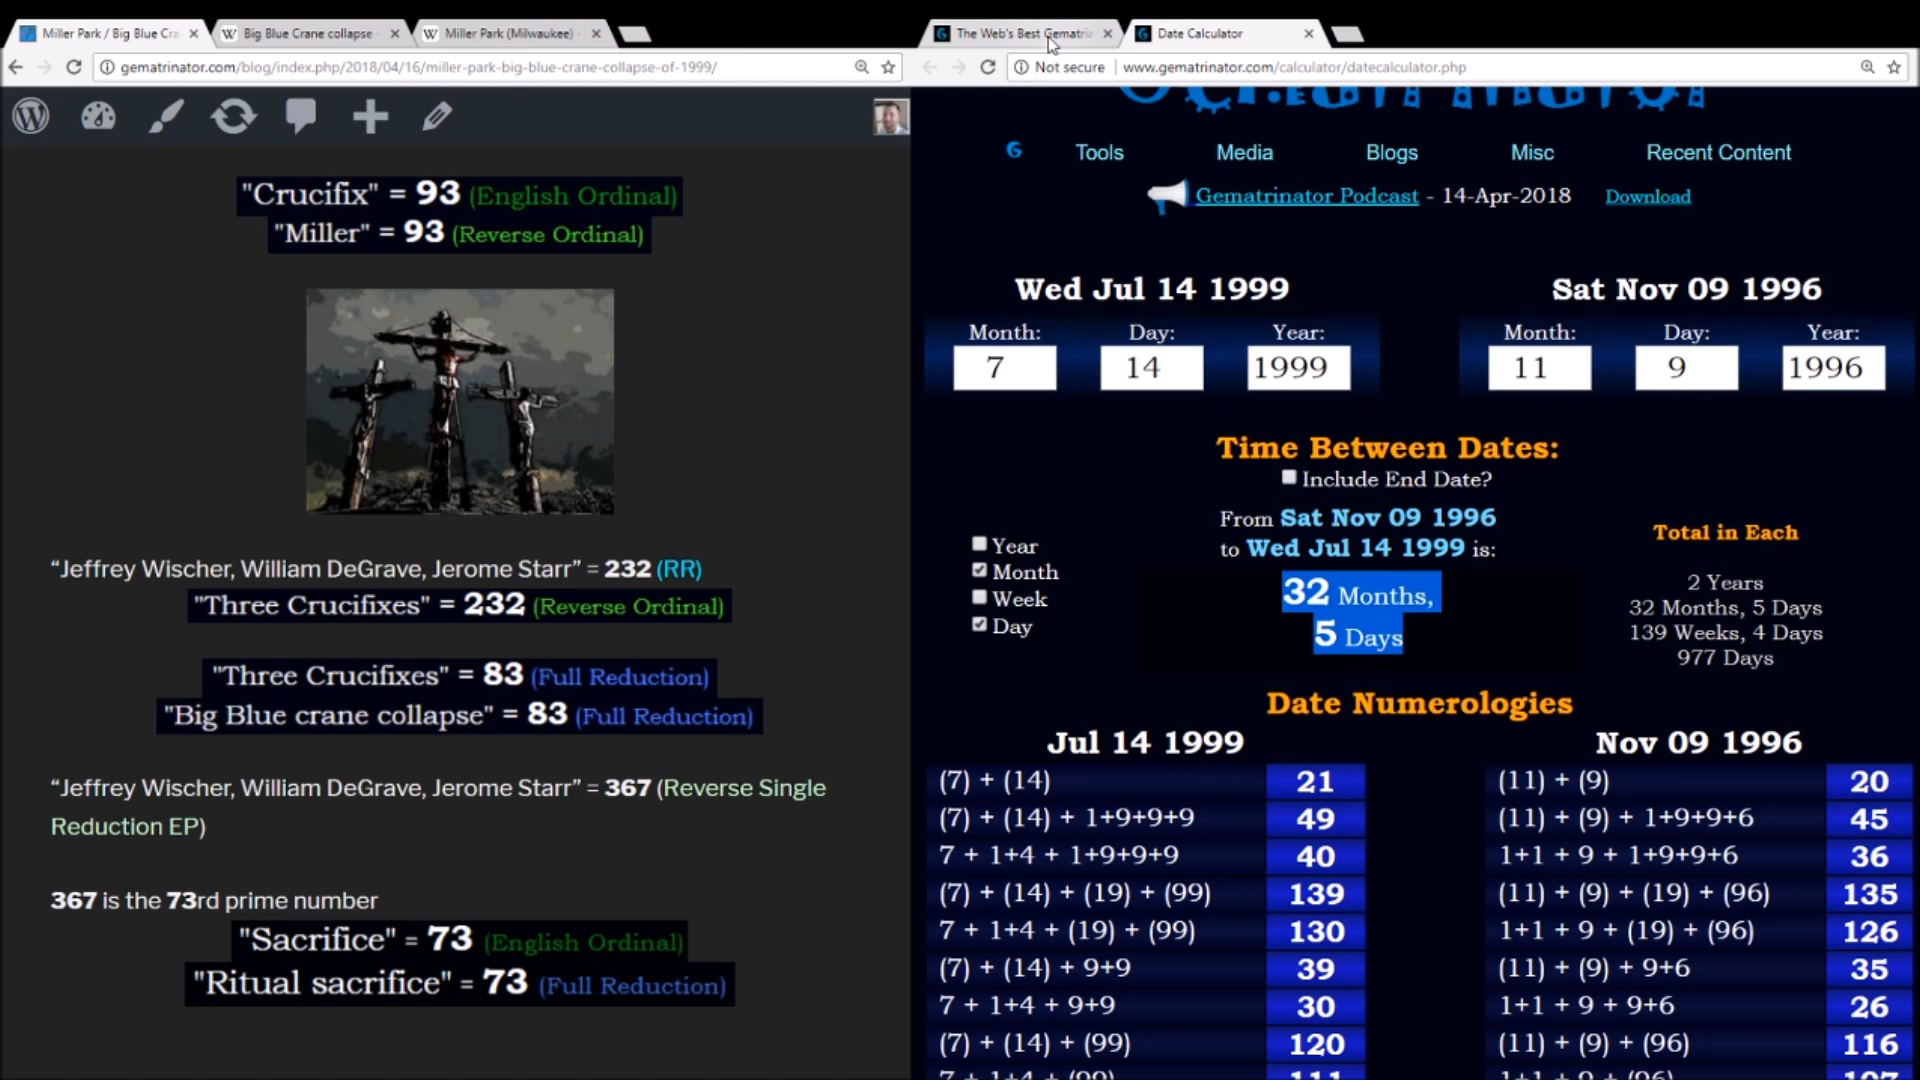 Miller Park / Big Blue Cra
Big Blue Crane collapse -
Miller Park (Milwaukee) -
The Web's Best Gematria
Date Calculator
gematrinator.com/blog/index.php/2018/04/16/miller-park-big-blue-crane-collapse-of-1999/
Not secure | www.gematrinator.com/calculator/datecalculator.php
"Crucifix" = 93 (English Ordinal)
"Miller" = 93 (Reverse Ordinal)
“Jeffrey Wischer, William DeGrave, Jerome Starr” = 232 (RR)
"Three Crucifixes" = 232 (Reverse Ordinal)
"Three Crucifixes" = 83 (Full Reduction)
"Big Blue crane collapse" = 83 (Full Reduction)
“Jeffrey Wischer, William DeGrave, Jerome Starr” = 367 (Reverse Single
Reduction EP)
367 is the 73rd prime number
"Sacrifice" = 73 (English Ordinal)
"Ritual sacrifice" = 73 (Full Reduction)
G Tools Media Blogs Misc Recent Content
Gematrinator Podcast - 14-Apr-2018 Download
Wed Jul 14 1999
Month: Day: Year:
7 14 1999
Sat Nov 09 1996
Month: Day: Year:
11 9 1996
Time Between Dates:
Include End Date?
From Sat Nov 09 1996
to Wed Jul 14 1999 is:
Year
Month
Week
Day
32 Months,
5 Days
Total in Each
2 Years
32 Months, 5 Days
139 Weeks, 4 Days
977 Days
Date Numerologies
Jul 14 1999
(7) + (14) 21
(7) + (14) + 1+9+9+9 49
7 + 1+4 + 1+9+9+9 40
(7) + (14) + (19) + (99) 139
7 + 1+4 + (19) + (99) 130
(7) + (14) + 9+9 39
7 + 1+4 + 9+9 30
(7) + (14) + (99) 120
7 + 1+4 + (99) 111
Nov 09 1996
(11) + (9) 20
(11) + (9) + 1+9+9+6 45
1+1 + 9 + 1+9+9+6 36
(11) + (9) + (19) + (96) 135
1+1 + 9 + (19) + (96) 126
(11) + (9) + 9+6 35
1+1 + 9 + 9+6 26
(11) + (9) + (96) 116
1+1 + 9 + (96) 107